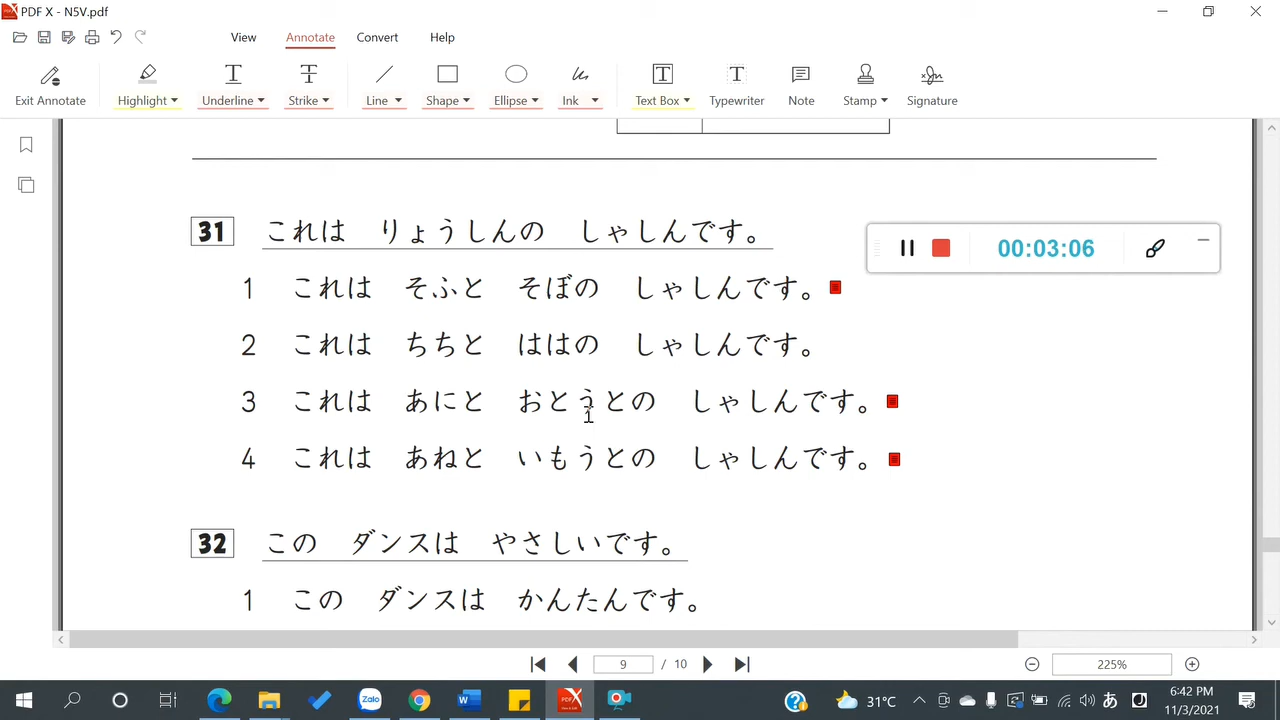 PDF X - N5V.pdf
View Annotate Convert Help
Exit Annotate Highlight Underline Strike Line Shape Ellipse Ink Text Box Typewriter Note Stamp Signature
31 これは りょうしんの しゃしんです。
00:03:06
1 これは そふと そぼの しゃしんです。
2 これは ちちと ははの しゃしんです。
3 これは あにと おとうとの しゃしんです。
4 これは あねと いもうとの しゃしんです。
32 この ダンスは やさしいです。
1 この ダンスは かんたんです。
9 / 10 225%
Zalo 31°C あ 6:42 PM
11/3/2021